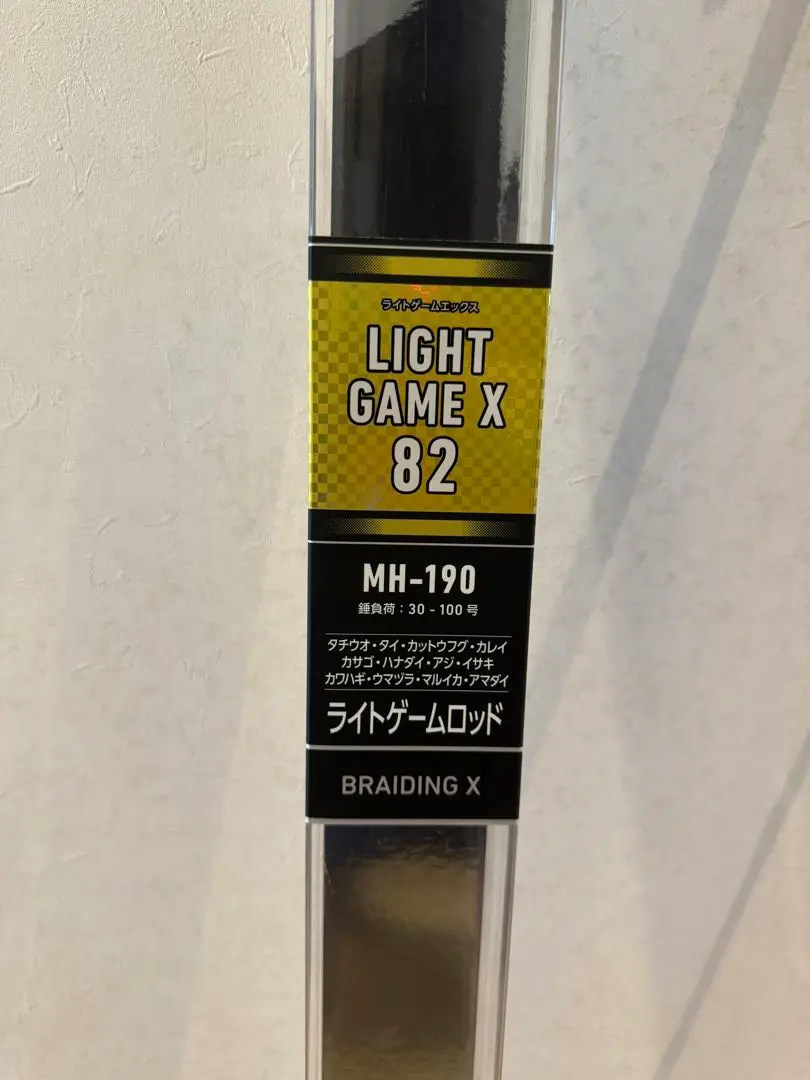 ライトゲームエックス
LIGHT
GAME X
82
MH-190
錘負荷：30 - 100 号
タチウオ・タイ・カットウフグ・カレイ
カサゴ・ハナダイ・アジ・イサキ
カワハギ・ウマヅラ・マルイカ・アマダイ
ライトゲームロッド
BRAIDING X